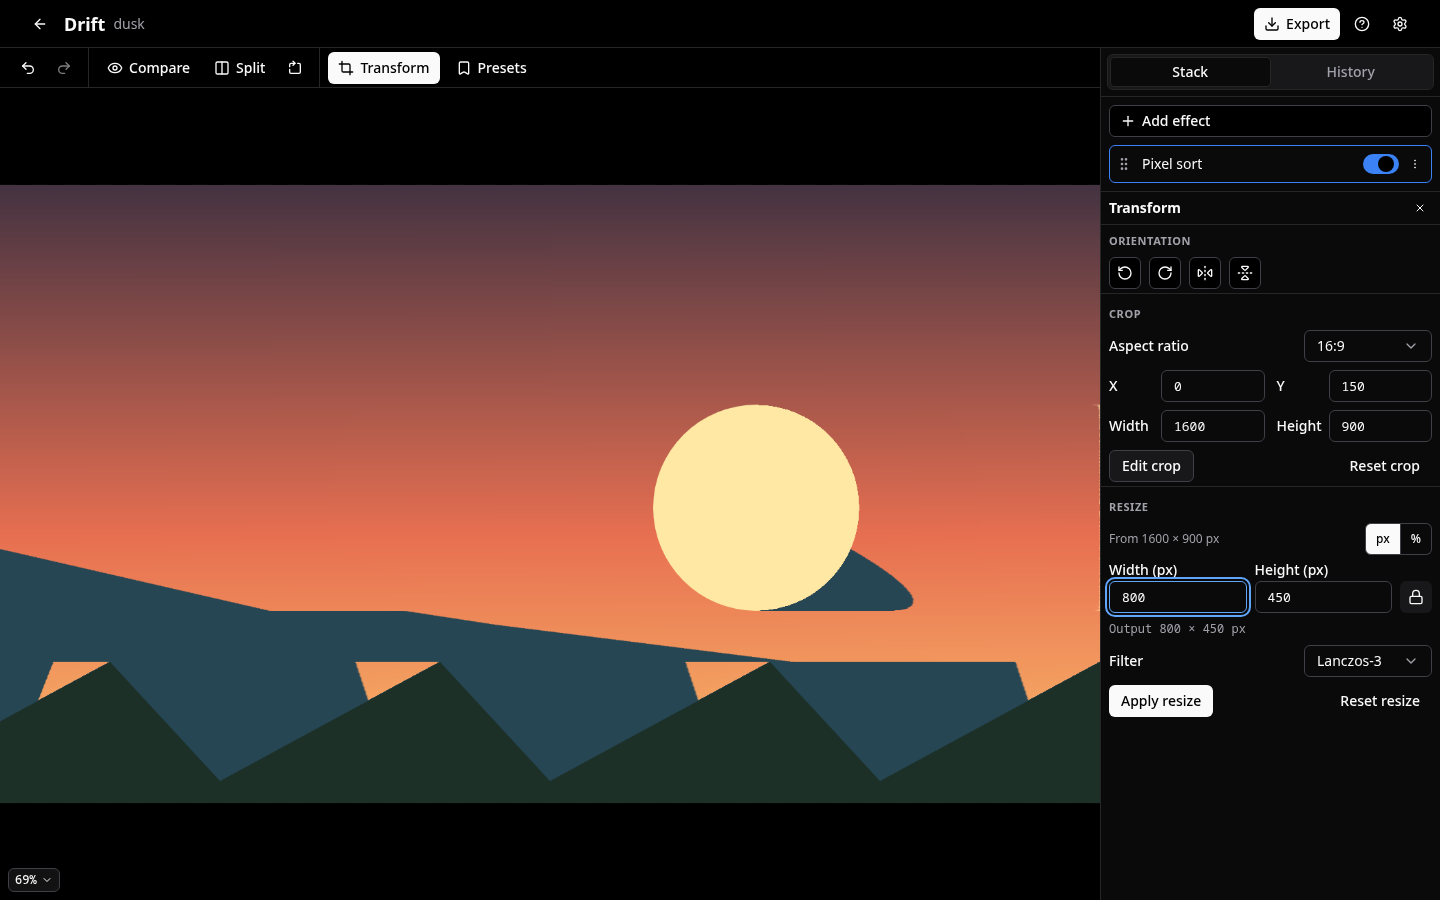 Drift dusk
Export
Compare
Split
Transform
Presets
Stack
History
Add effect
Pixel sort
Transform
ORIENTATION
CROP
Aspect ratio
16:9
X
0
Y
150
Width
1600
Height
900
Edit crop
Reset crop
RESIZE
From 1600 × 900 px
px
%
Width (px)
Height (px)
800
450
Output 800 × 450 px
Filter
Lanczos-3
Apply resize
Reset resize
69%